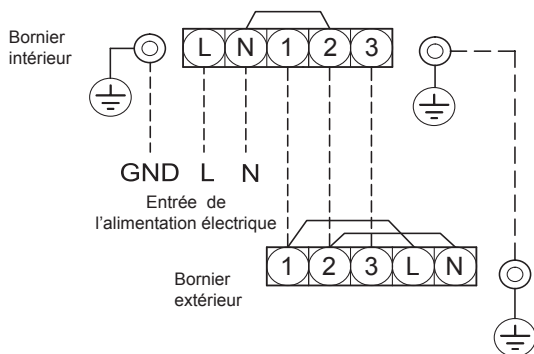 Bornier
intérieur
L N 1 2 3
GND L N
Entrée de
l'alimentation électrique
1 2 3 L N
Bornier
extérieur